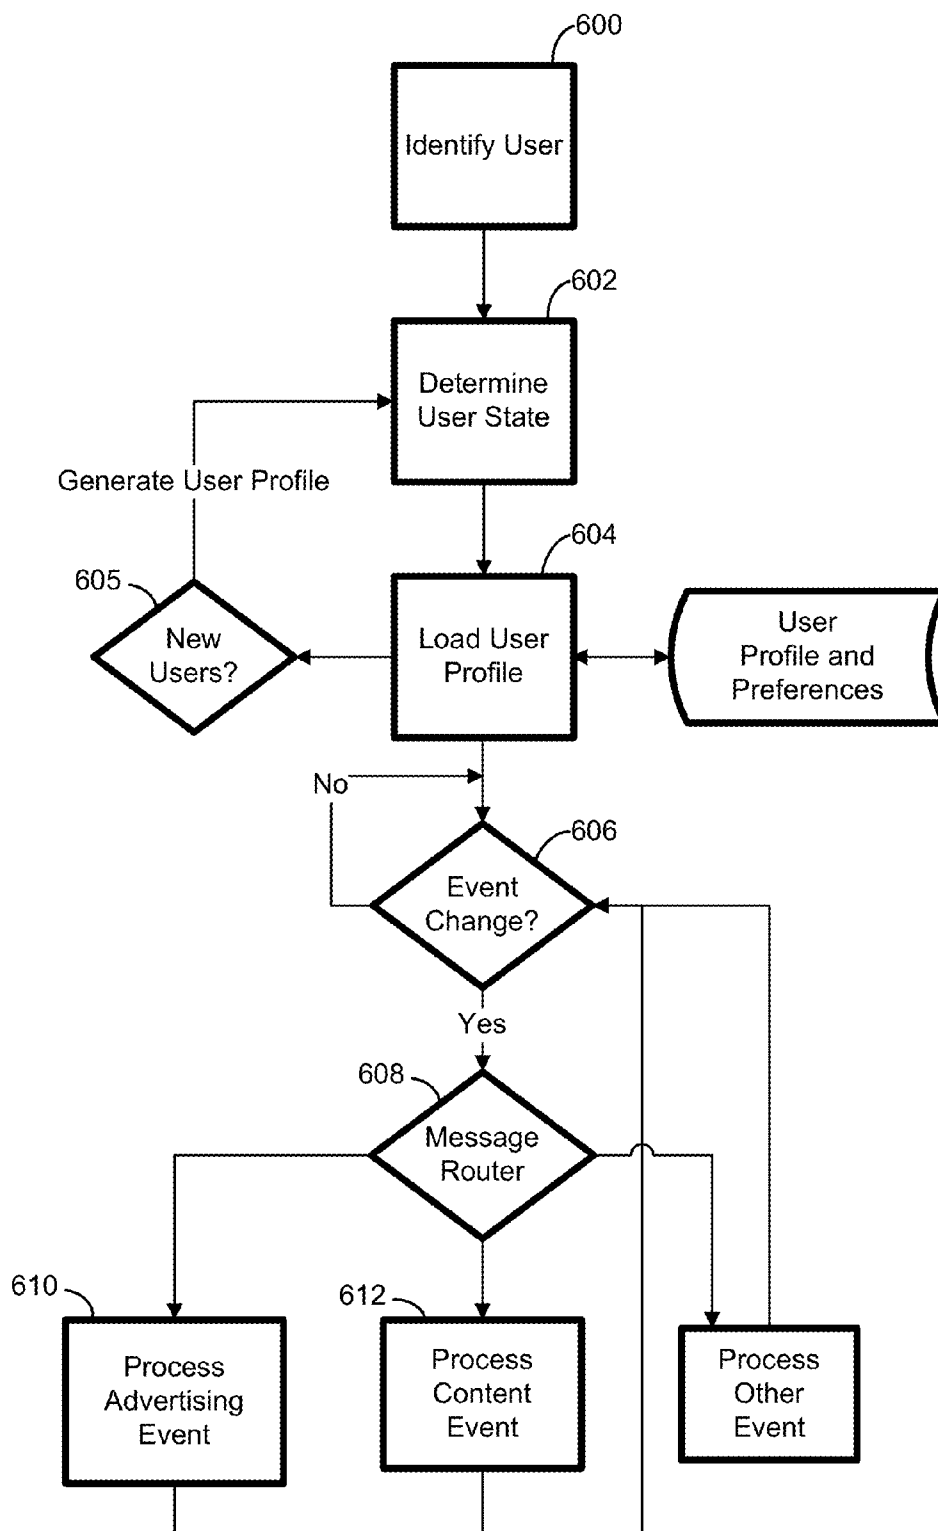 600
Identify User
602
Determine
User State
Generate User Profile
604
605
New
Users?
Load User
Profile
User
Profile and
Preferences
No
606
Event
Change?
Yes
608
Message
Router
610
612
Process
Advertising
Event
Process
Content
Event
Process
Other
Event